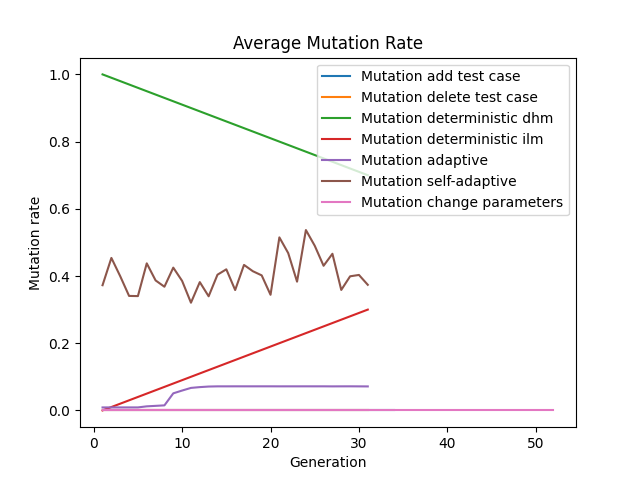 Average Mutation Rate
1.0
0.8
0.6
0.4
0.2
0.0
Mutation rate
Mutation add test case
Mutation delete test case
Mutation deterministic dhm
Mutation deterministic ilm
Mutation adaptive
Mutation self-adaptive
Mutation change parameters
0 10 20 30 40 50
Generation